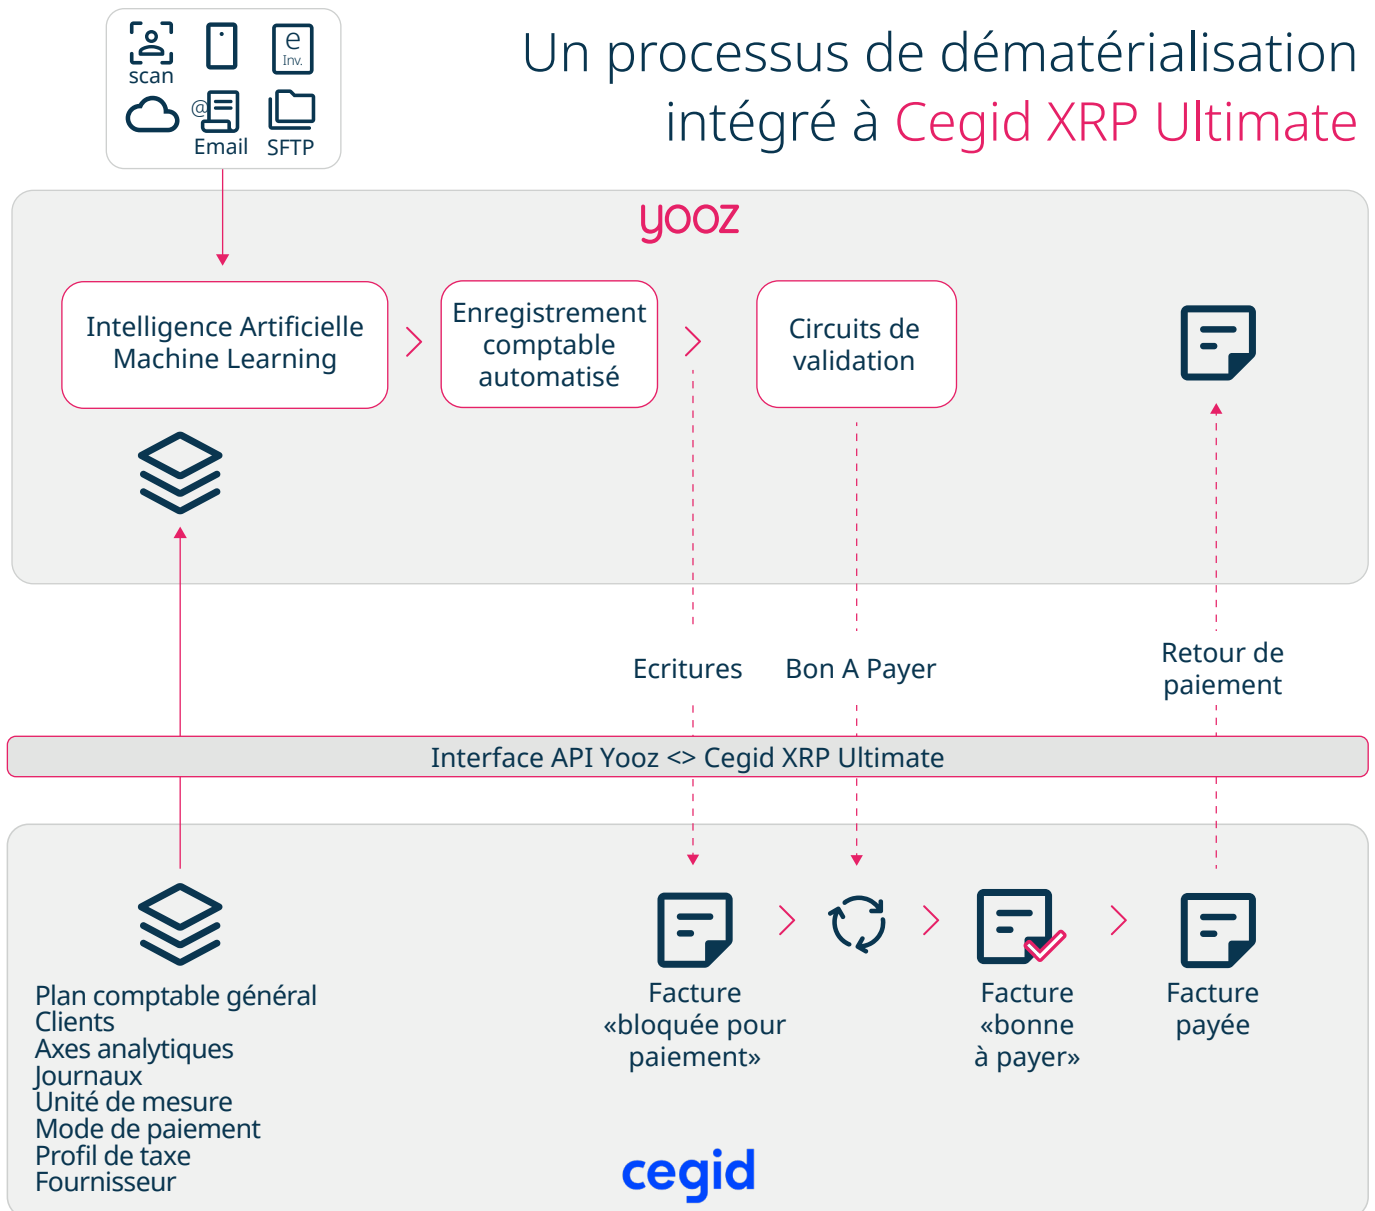 Un processus de dématérialisation
intégré à Cegid XRP Ultimate
scan
e
Inv.
@
Email
SFTP
yooz
Intelligence Artificielle
Machine Learning
Enregistrement
comptable
automatisé
Circuits de
validation
Ecritures
Bon A Payer
Retour de
paiement
Interface API Yooz <> Cegid XRP Ultimate
Plan comptable général
Clients
Axes analytiques
Journaux
Unité de mesure
Mode de paiement
Profil de taxe
Fournisseur
Facture
«bloquée pour
paiement»
Facture
«bonne
à payer»
Facture
payée
cegid